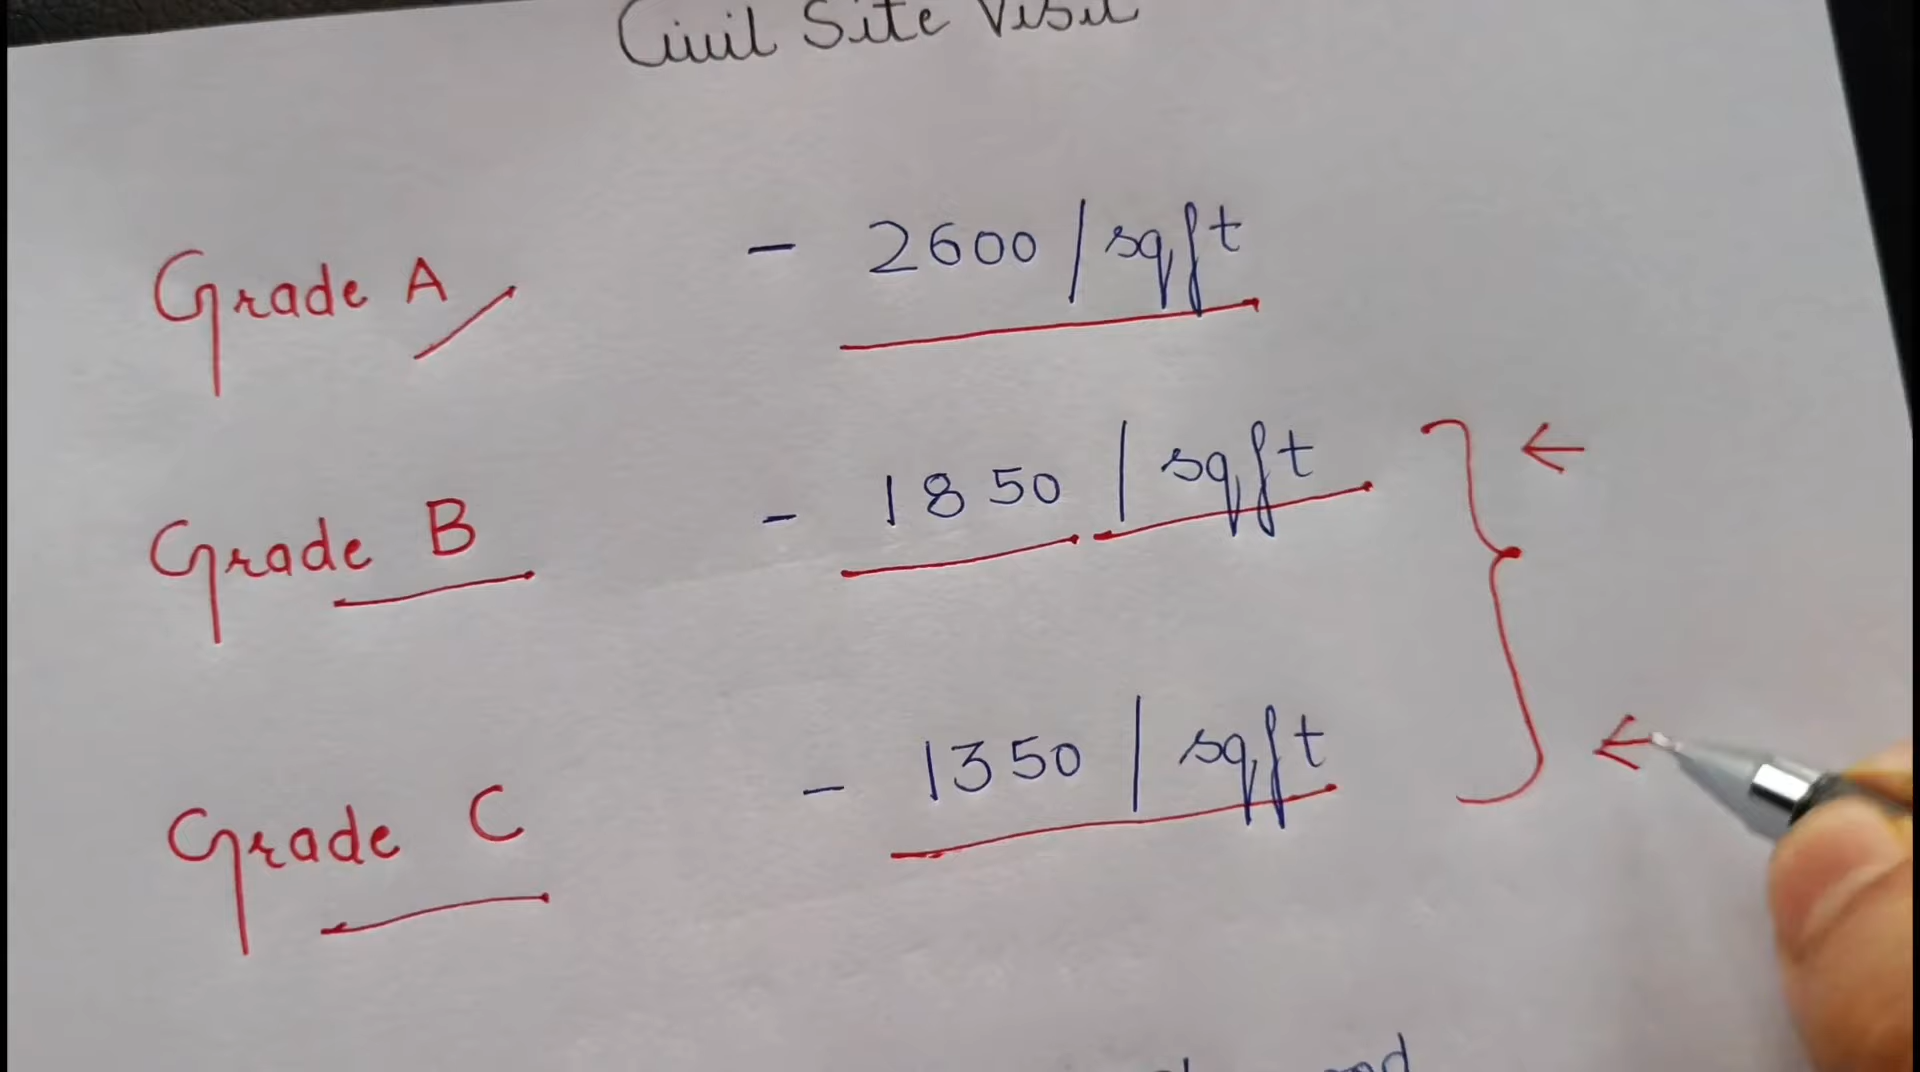 Civil Site Visit
Grade A - 2600/sqft
Grade B - 1850/sqft
Grade C - 1350/sqft